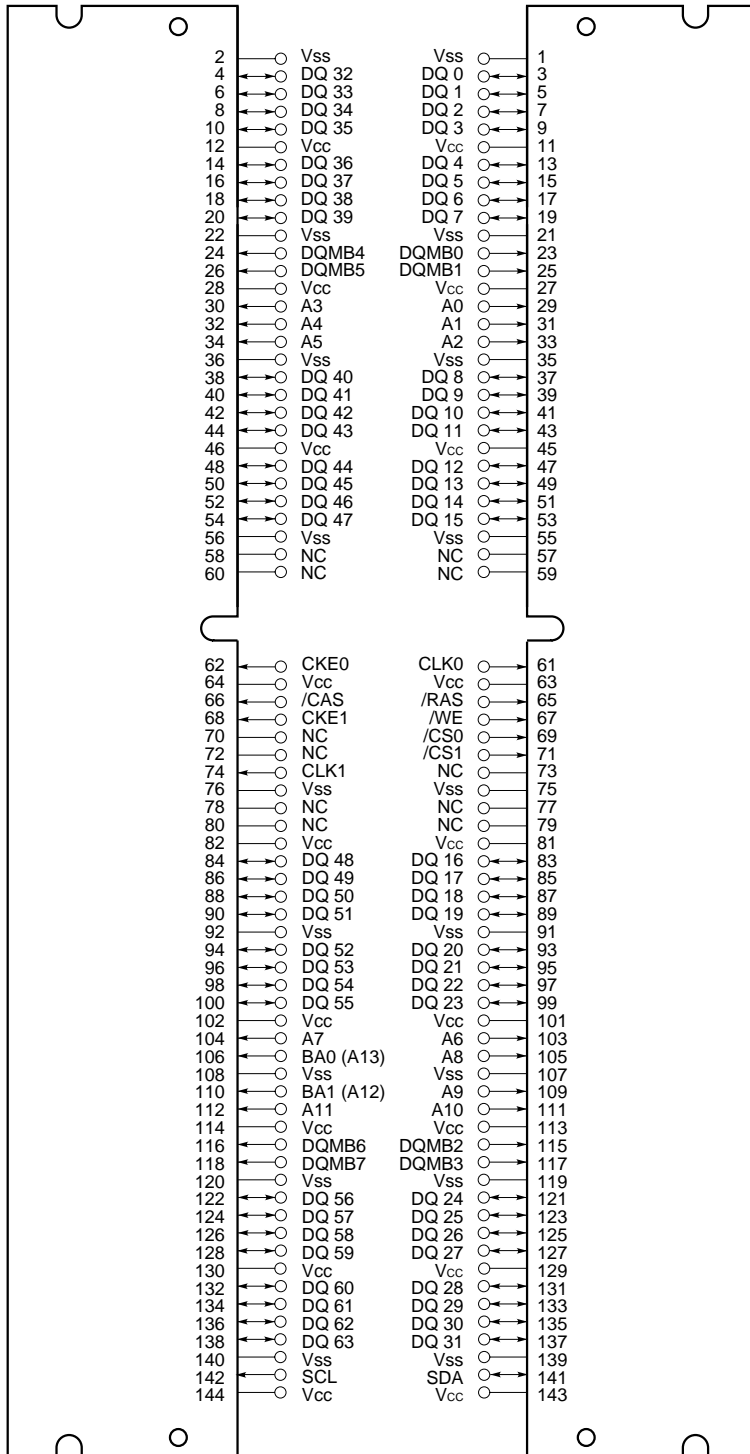 2 Vss Vss 1
4 DQ 32 DQ 0 3
6 DQ 33 DQ 1 5
8 DQ 34 DQ 2 7
10 DQ 35 DQ 3 9
12 Vcc Vcc 11
14 DQ 36 DQ 4 13
16 DQ 37 DQ 5 15
18 DQ 38 DQ 6 17
20 DQ 39 DQ 7 19
22 Vss Vss 21
24 DQMB4 DQMB0 23
26 DQMB5 DQMB1 25
28 Vcc Vcc 27
30 A3 A0 29
32 A4 A1 31
34 A5 A2 33
36 Vss Vss 35
38 DQ 40 DQ 8 37
40 DQ 41 DQ 9 39
42 DQ 42 DQ 10 41
44 DQ 43 DQ 11 43
46 Vcc Vcc 45
48 DQ 44 DQ 12 47
50 DQ 45 DQ 13 49
52 DQ 46 DQ 14 51
54 DQ 47 DQ 15 53
56 Vss Vss 55
58 NC NC 57
60 NC NC 59
62 CKE0 CLK0 61
64 Vcc Vcc 63
66 /CAS /RAS 65
68 CKE1 /WE 67
70 NC /CS0 69
72 NC /CS1 71
74 CLK1 NC 73
76 Vss Vss 75
78 NC NC 77
80 NC NC 79
82 Vcc Vcc 81
84 DQ 48 DQ 16 83
86 DQ 49 DQ 17 85
88 DQ 50 DQ 18 87
90 DQ 51 DQ 19 89
92 Vss Vss 91
94 DQ 52 DQ 20 93
96 DQ 53 DQ 21 95
98 DQ 54 DQ 22 97
100 DQ 55 DQ 23 99
102 Vcc Vcc 101
104 A7 A6 103
106 BA0 (A13) A8 105
108 Vss Vss 107
110 BA1 (A12) A9 109
112 A11 A10 111
114 Vcc Vcc 113
116 DQMB6 DQMB2 115
118 DQMB7 DQMB3 117
120 Vss Vss 119
122 DQ 56 DQ 24 121
124 DQ 57 DQ 25 123
126 DQ 58 DQ 26 125
128 DQ 59 DQ 27 127
130 Vcc Vcc 129
132 DQ 60 DQ 28 131
134 DQ 61 DQ 29 133
136 DQ 62 DQ 30 135
138 DQ 63 DQ 31 137
140 Vss Vss 139
142 SCL SDA 141
144 Vcc Vcc 143